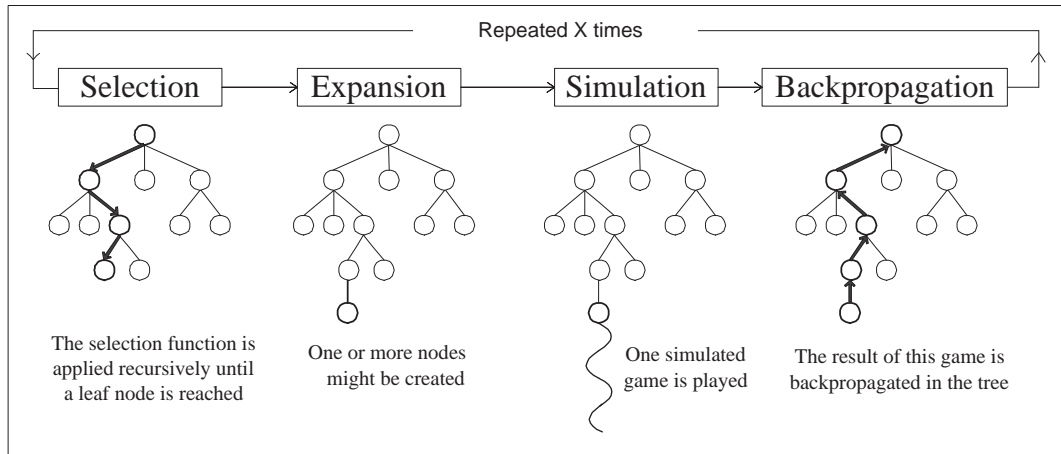 Repeated X times
Selection
Expansion
Simulation
Backpropagation
The selection function is
applied recursively until
a leaf node is reached
One or more nodes
might be created
One simulated
game is played
The result of this game is
backpropagated in the tree